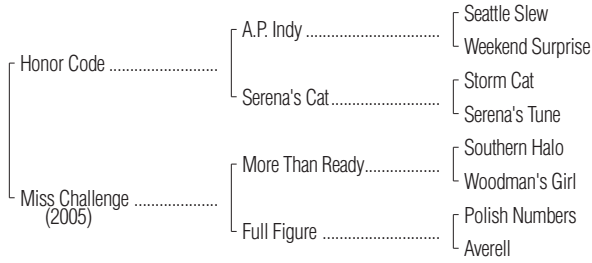 Seattle Slew
A.P. Indy ................................
Weekend Surprise
Honor Code ..........................
Storm Cat
Serena's Cat..........................
Serena's Tune
Southern Halo
More Than Ready..................
Woodman's Girl
Miss Challenge ....................
(2005)
Polish Numbers
Full Figure ............................
Averell